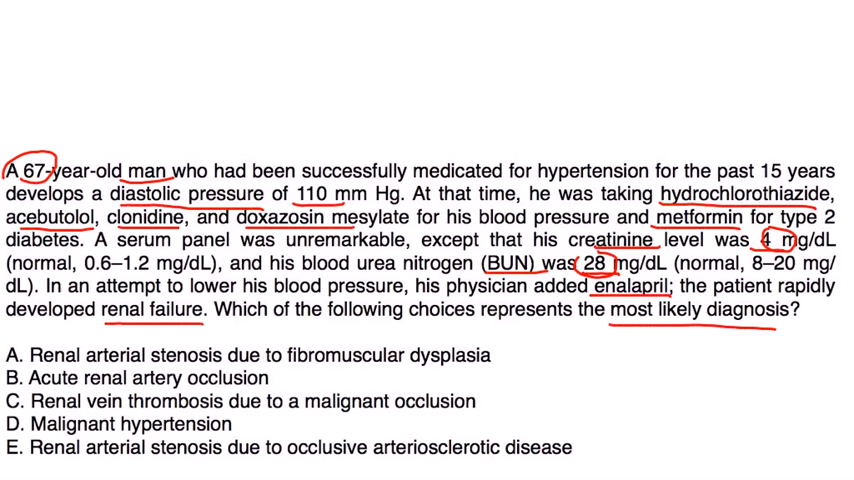 A 67-year-old man who had been successfully medicated for hypertension for the past 15 years
develops a diastolic pressure of 110 mm Hg. At that time, he was taking hydrochlorothiazide,
acebutolol, clonidine, and doxazosin mesylate for his blood pressure and metformin for type 2
diabetes. A serum panel was unremarkable, except that his creatinine level was 4 mg/dL
(normal, 0.6–1.2 mg/dL), and his blood urea nitrogen (BUN) was 28 mg/dL (normal, 8–20 mg/
dL). In an attempt to lower his blood pressure, his physician added enalapril; the patient rapidly
developed renal failure. Which of the following choices represents the most likely diagnosis?
A. Renal arterial stenosis due to fibromuscular dysplasia
B. Acute renal artery occlusion
C. Renal vein thrombosis due to a malignant occlusion
D. Malignant hypertension
E. Renal arterial stenosis due to occlusive arteriosclerotic disease